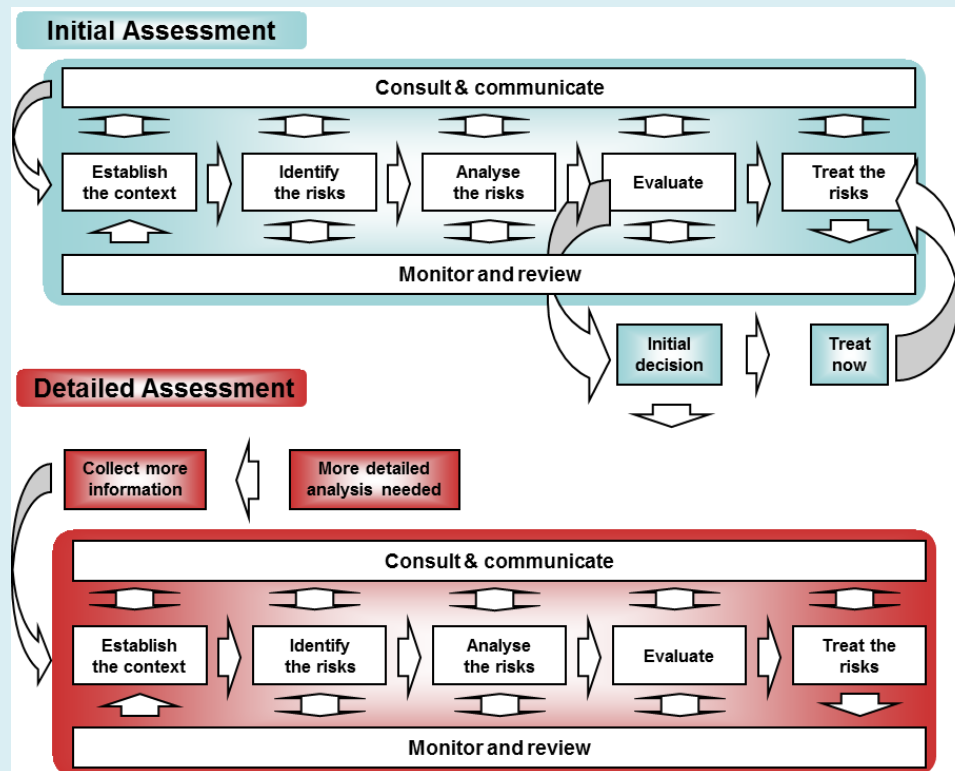 Initial Assessment
Consult & communicate
Establish
the context
Identify
the risks
Analyse
the risks
Evaluate
Treat the
risks
Monitor and review
Initial
decision
Treat
now
Detailed Assessment
Collect more
information
More detailed
analysis needed
Consult & communicate
Establish
the context
Identify
the risks
Analyse
the risks
Evaluate
Treat the
risks
Monitor and review